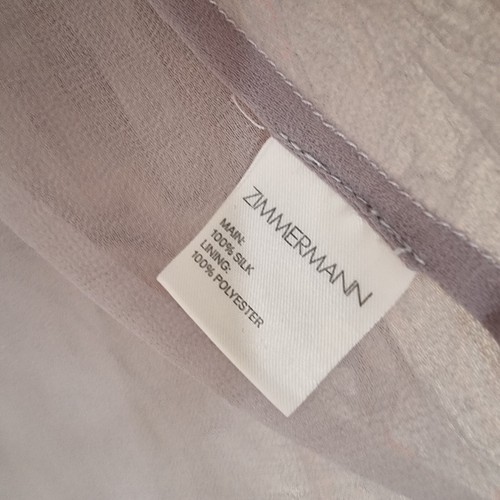 ZIMMERMANN
MAIN:
100% SILK
LINING:
100% POLYESTER